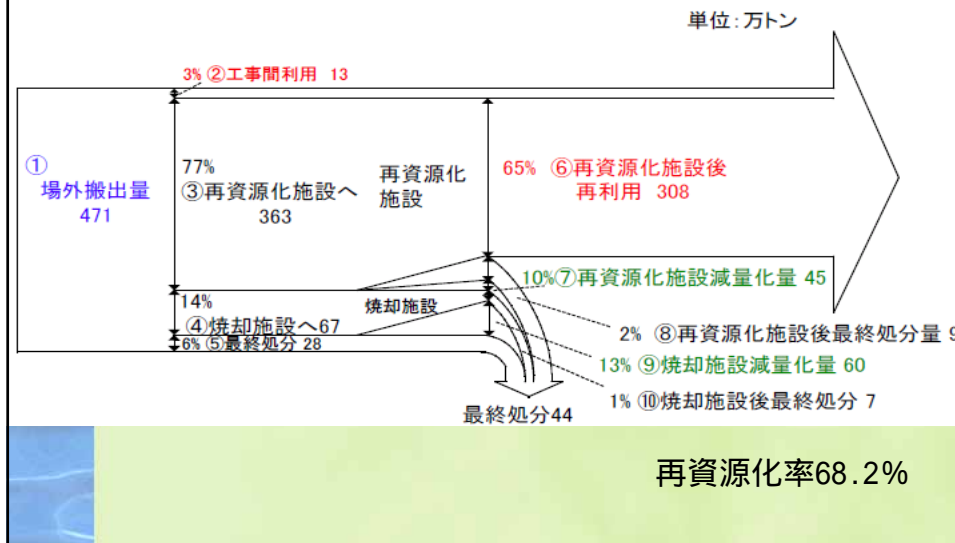 単位:万トン
3% ②工事間利用 13
①
場外搬出量
471
77%
③再資源化施設へ
363
再資源化
施設
65% ⑥再資源化施設後
再利用 308
10%⑦再資源化施設減量化量 45
14%
④焼却施設へ67
焼却施設
2% ⑧再資源化施設後最終処分量 9
6% ⑤最終処分 28
13% ⑨焼却施設減量化量 60
1% ⑩焼却施設後最終処分 7
最終処分44
再資源化率68.2%